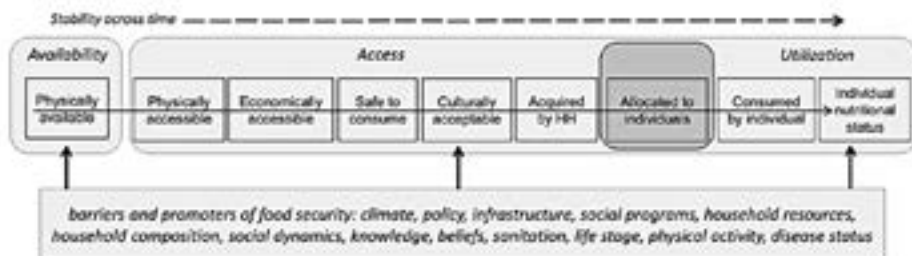 Stability across time
Availability
Access
Utilization
Physically
available
Physically
accessible
Economically
accessible
Safe to
consume
Culturally
acceptable
Acquired
by HH
Allocated to
individuals
Consumed
by individual
Individual
nutritional
status
barriers and promoters of food security: climate, policy, infrastructure, social programs, household resources,
household composition, social dynamics, knowledge, beliefs, sanitation, life stage, physical activity, disease status